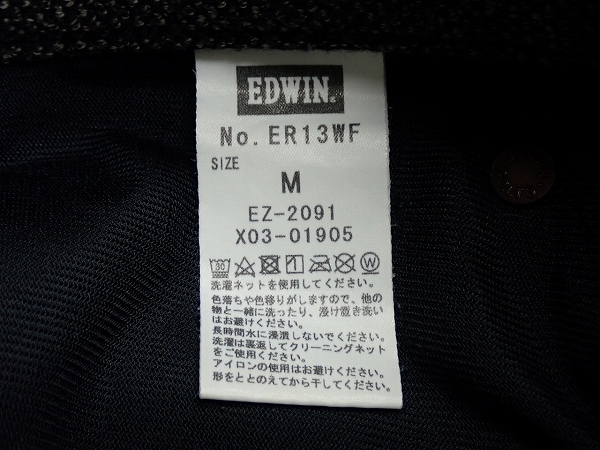 EDWIN®
No. ER13WF
SIZE
M
EZ-2091
X03-01905
洗濯ネットを使用してください。
色落ちや色移りがしますので、他の
物と一緒に洗ったり、浸け置き洗い
はお避けください。
長時間水に浸漬しないでください。
洗濯は裏返してクリーニングネット
をご使用ください。
アイロンの使用はお避けください。
形をととのえてから干してください。